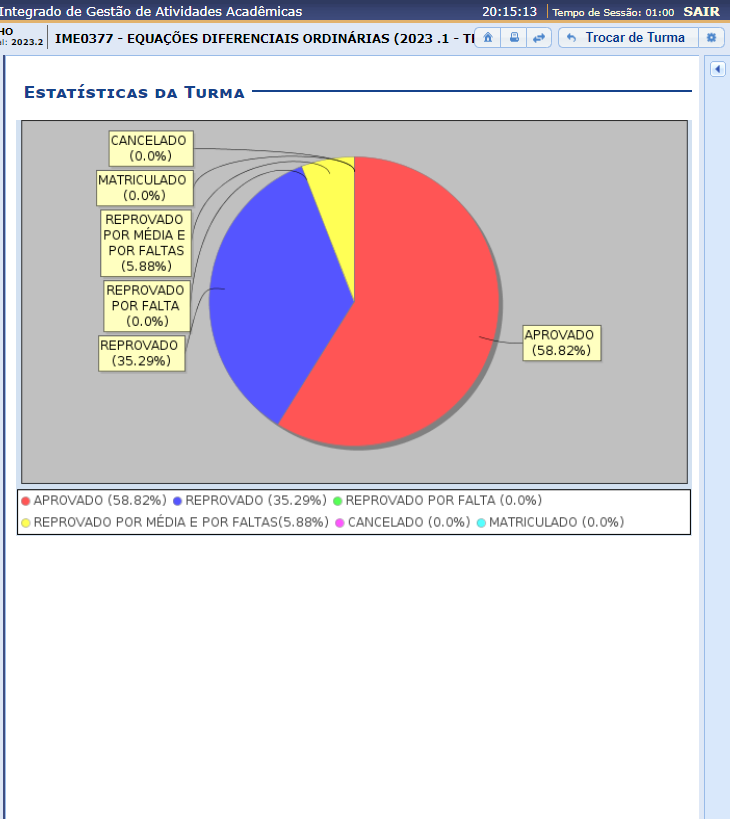 Integrado de Gestão de Atividades Acadêmicas
20:15:13
Tempo de Sessão: 01:00
SAIR
HO
el: 2023.2
IME0377 - EQUAÇÕES DIFERENCIAIS ORDINÁRIAS (2023 .1 -
Trocar de Turma
ESTATÍSTICAS DA TURMA
CANCELADO
(0.0%)
MATRICULADO
(0.0%)
REPROVADO
POR MÉDIA E
POR FALTAS
(5.88%)
REPROVADO
POR FALTA
(0.0%)
REPROVADO
(35.29%)
APROVADO
(58.82%)
APROVADO (58.82%) REPROVADO (35.29%) REPROVADO POR FALTA (0.0%)
REPROVADO POR MÉDIA E POR FALTAS(5.88%) CANCELADO (0.0%) MATRICULADO (0.0%)